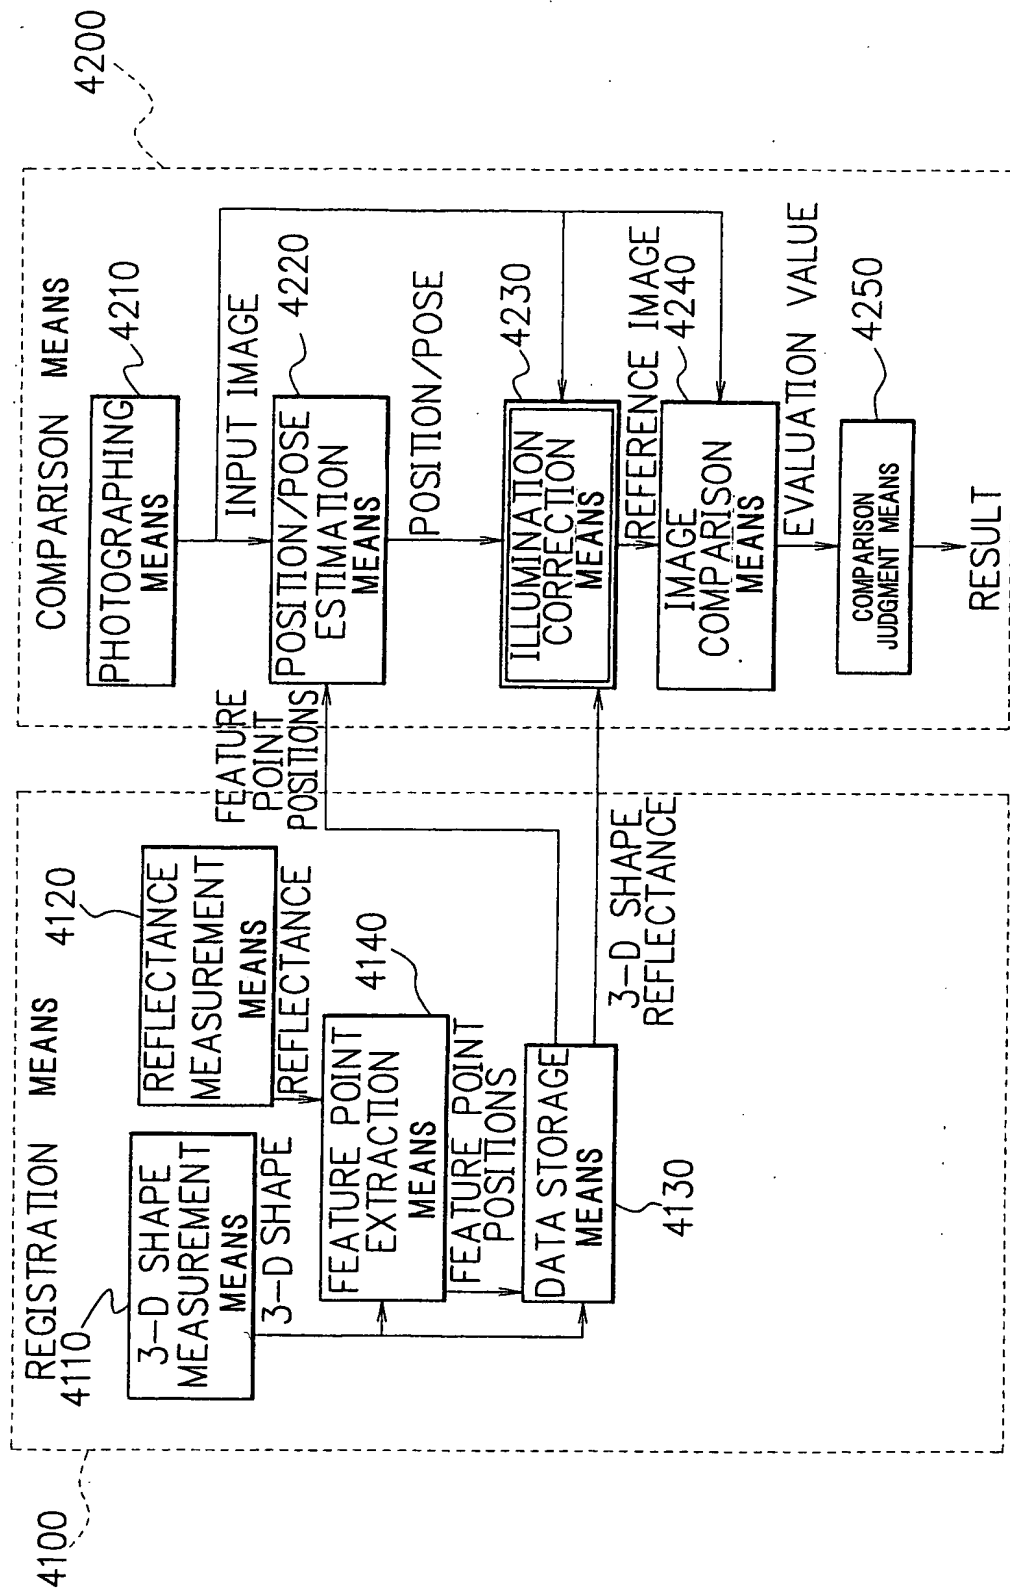 4100
REGISTRATION MEANS
4110
3-D SHAPE
MEASUREMENT
MEANS
3-D SHAPE
4120
REFLECTANCE
MEASUREMENT
MEANS
REFLECTANCE
4140
FEATURE POINT
EXTRACTION
MEANS
FEATURE POINT
POSITIONS
DATA STORAGE
MEANS
4130
FEATURE
POINT
POSITIONS
3-D SHAPE
REFLECTANCE
4200
COMPARISON MEANS
4210
PHOTOGRAPHING
MEANS
INPUT IMAGE
4220
POSITION/POSE
ESTIMATION
MEANS
POSITION/POSE
4230
ILLUMINATION
CORRECTION
MEANS
REFERENCE IMAGE
4240
IMAGE
COMPARISON
MEANS
EVALUATION VALUE
4250
COMPARISON
JUDGMENT MEANS
RESULT